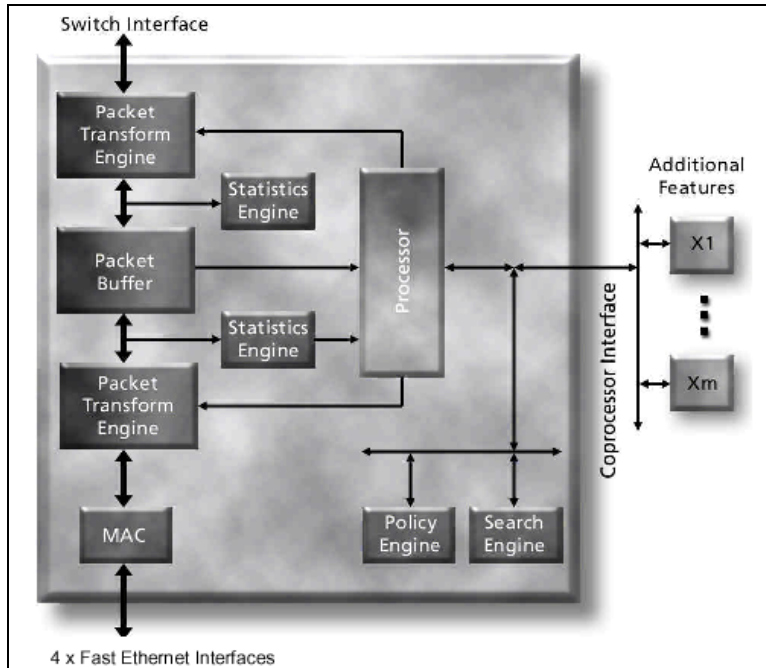 Switch Interface
Packet
Transform
Engine
Statistics
Engine
Packet
Buffer
Statistics
Engine
Packet
Transform
Engine
MAC
4 x Fast Ethernet Interfaces
Processor
Policy
Engine
Search
Engine
Coprocessor Interface
Additional
Features
X1
Xm